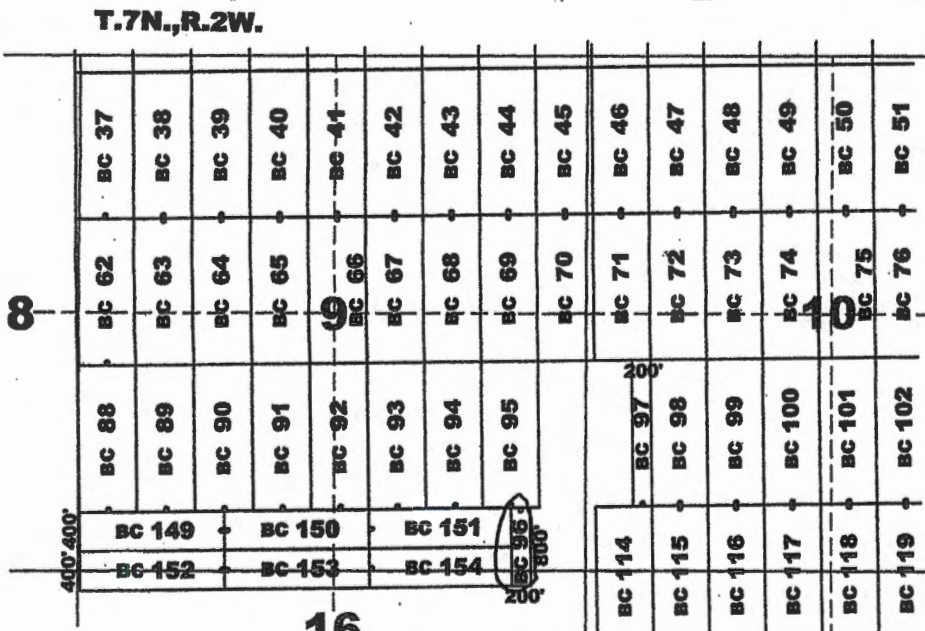 T.7N.,R.2W.
BC 37
BC 38
BC 39
BC 40
BC 41
BC 42
BC 43
BC 44
BC 45
BC 46
BC 47
BC 48
BC 49
BC 50
BC 51
BC 62
BC 63
BC 64
BC 65
BC 66
BC 67
BC 68
BC 69
BC 70
BC 71
BC 72
BC 73
BC 74
BC 75
BC 76
8
9
10
200'
BC 88
BC 89
BC 90
BC 91
BC 92
BC 93
BC 94
BC 95
BC 97
BC 98
BC 99
BC 100
BC 101
BC 102
400'
BC 149
BC 150
BC 151
BC 96
800'
400'
BC 152
BC 153
BC 154
200'
BC 114
BC 115
BC 116
BC 117
BC 118
BC 119
16